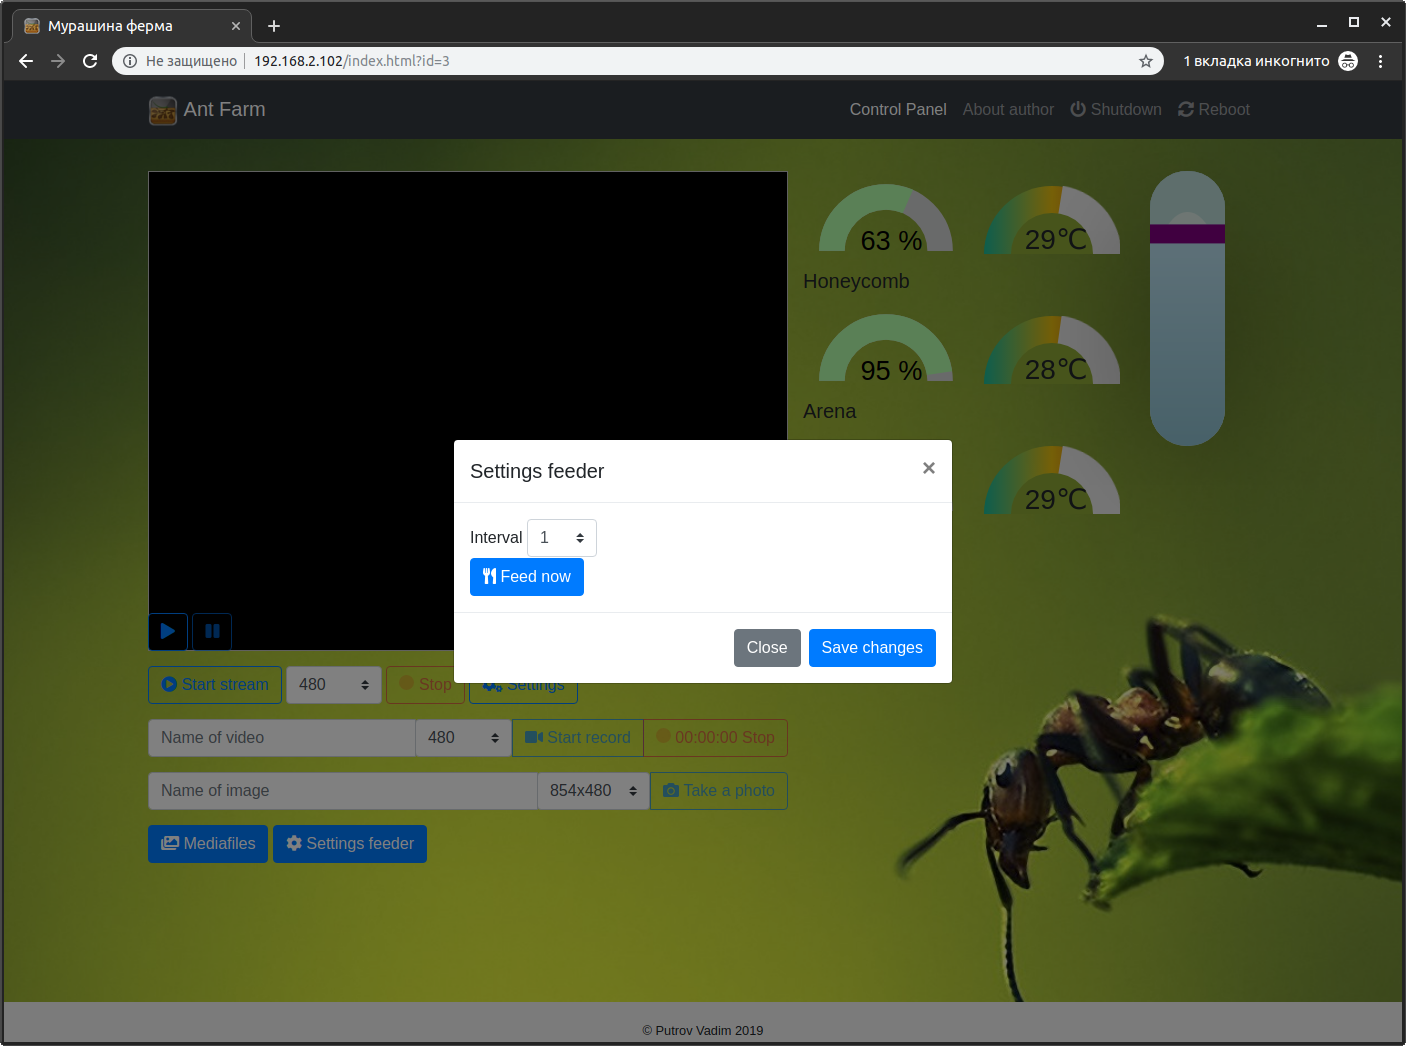 Мурашина ферма
Не защищено 192.168.2.102/index.html?id=3
1 вкладка инкогнито
Ant Farm
Control Panel About author Shutdown Reboot
63 % 29℃
Honeycomb
95 % 28℃
Arena
29℃
Settings feeder ×
Interval 1
Feed now
Close Save changes
Start stream 480 Stop Settings
Name of video 480 Start record 00:00:00 Stop
Name of image 854x480 Take a photo
Mediafiles Settings feeder
© Putrov Vadim 2019